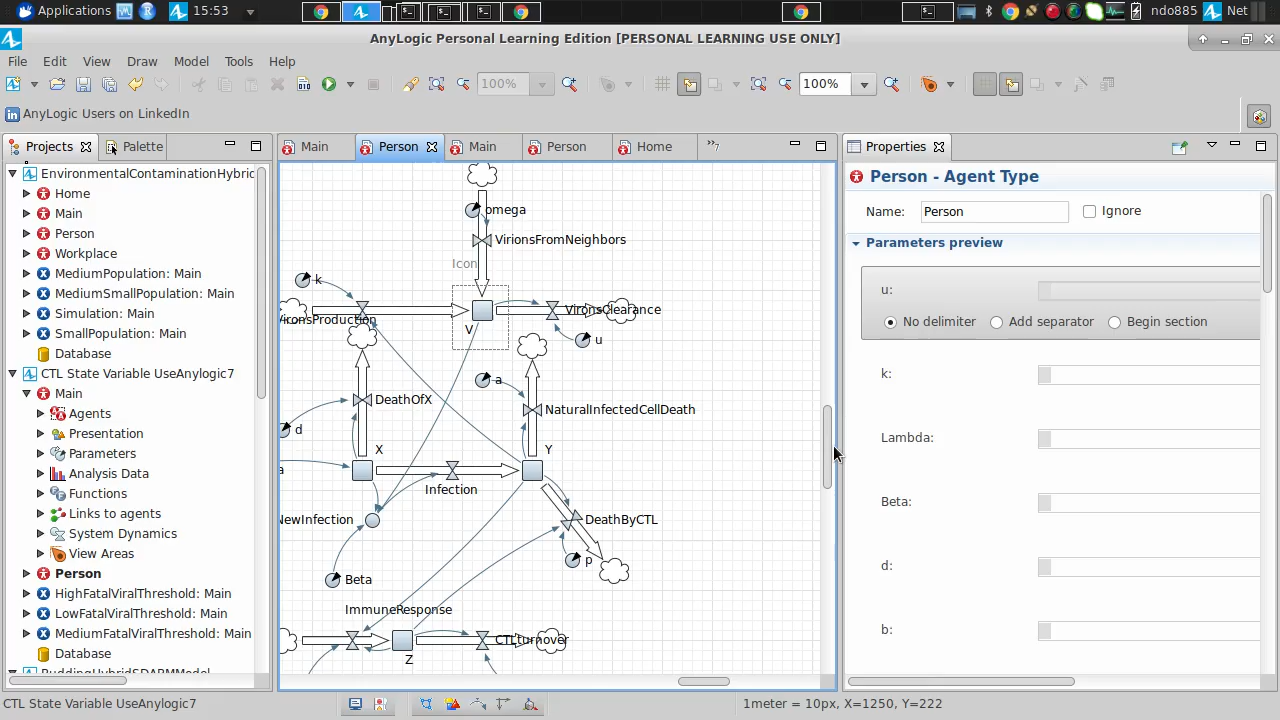 Applications 15:53 ndo885 Net
AnyLogic Personal Learning Edition [PERSONAL LEARNING USE ONLY]
File Edit View Draw Model Tools Help
100% 100%
AnyLogic Users on LinkedIn
Projects Palette
EnvironmentalContaminationHybrid
Home
Main
Person
Workplace
MediumPopulation: Main
MediumSmallPopulation: Main
Simulation: Main
SmallPopulation: Main
Database
CTL State Variable UseAnylogic7
Main
Agents
Presentation
Parameters
Analysis Data
Functions
Links to agents
System Dynamics
View Areas
Person
HighFatalViralThreshold: Main
LowFatalViralThreshold: Main
MediumFatalViralThreshold: Main
Database
Main Person Main Person Home »7
omega
VirionsFromNeighbors
Icon
k
VironsProduction
VironsClearance
V
u
a
DeathOfX
NaturalInfectedCellDeath
d
X
Y
a
Infection
NewInfection
DeathByCTL
p
Beta
ImmuneResponse
CTLturnover
Z
Properties
Person - Agent Type
Name: Person Ignore
Parameters preview
u:
No delimiter Add separator Begin section
k:
Lambda:
Beta:
d:
b:
CTL State Variable UseAnylogic7
1meter = 10px, X=1250, Y=222